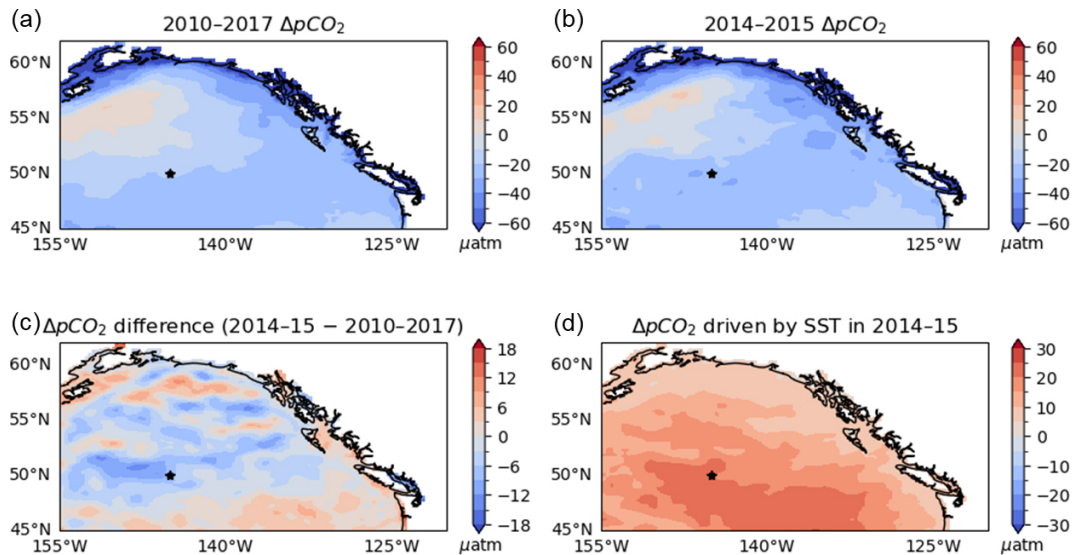 (a)
2010–2017 ΔpCO₂
60°N
55°N
50°N
45°N
155°W
140°W
125°W
60
40
20
0
−20
−40
−60
μatm
(b)
2014–2015 ΔpCO₂
60°N
55°N
50°N
45°N
155°W
140°W
125°W
60
40
20
0
−20
−40
−60
μatm
(c)
ΔpCO₂ difference (2014–15 − 2010–2017)
60°N
55°N
50°N
45°N
155°W
140°W
125°W
18
12
6
0
−6
−12
−18
μatm
(d)
ΔpCO₂ driven by SST in 2014–15
60°N
55°N
50°N
45°N
155°W
140°W
125°W
30
20
10
0
−10
−20
−30
μatm